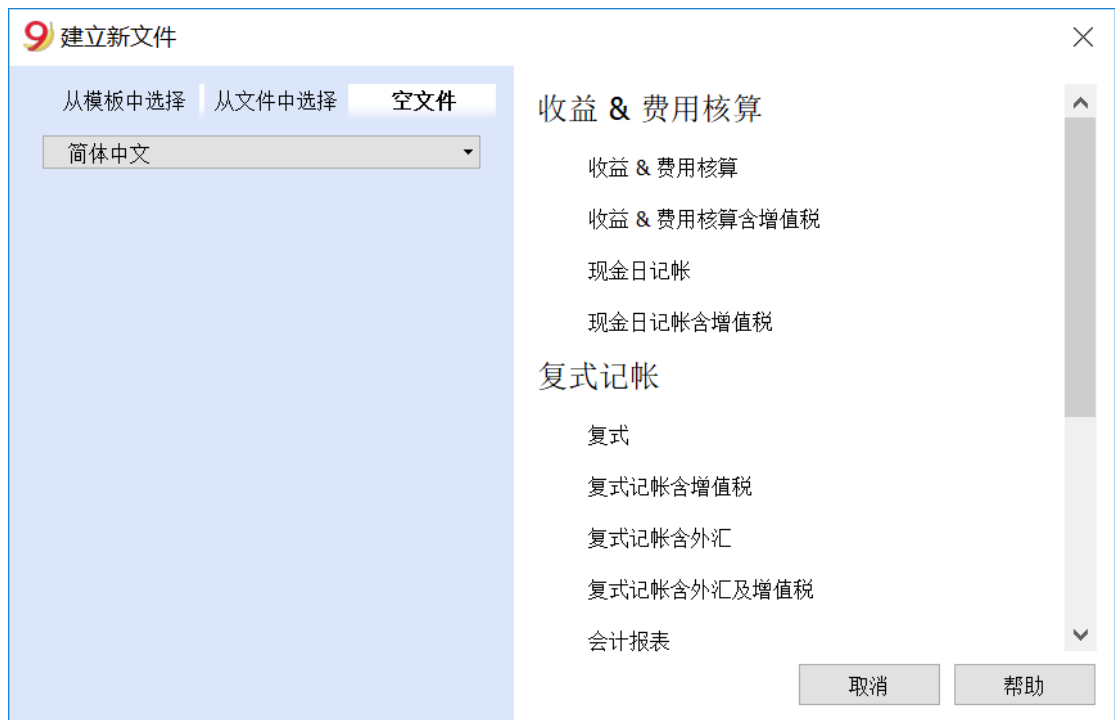 9 建立新文件
从模板中选择 从文件中选择 空文件
简体中文
收益 & 费用核算
收益 & 费用核算
收益 & 费用核算含增值税
现金日记帐
现金日记帐含增值税
复式记帐
复式
复式记帐含增值税
复式记帐含外汇
复式记帐含外汇及增值税
会计报表
取消 帮助